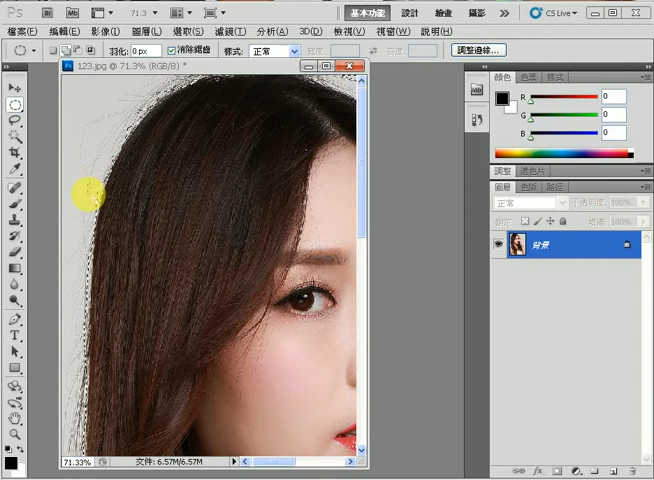 Ps Br Mb 71.3 基本功能 設計 繪畫 攝影 CS Live
檔案(F) 編輯(E) 影像(I) 圖層(L) 選取(S) 濾鏡(T) 分析(A) 3D(D) 檢視(V) 視窗(W) 說明(H)
羽化: 0 px 消除鋸齒 樣式: 正常 寬度: 高度: 調整邊緣...
123.jpg @ 71.3% (RGB/8) *
顏色 色票 樣式
R 0
G 0
B 0
Mb
調整 遮色片
圖層 色版 路徑
正常 不透明度: 100%
鎖定: 填滿: 100%
背景
T
71.33% 文件: 6.57M/6.57M
fx